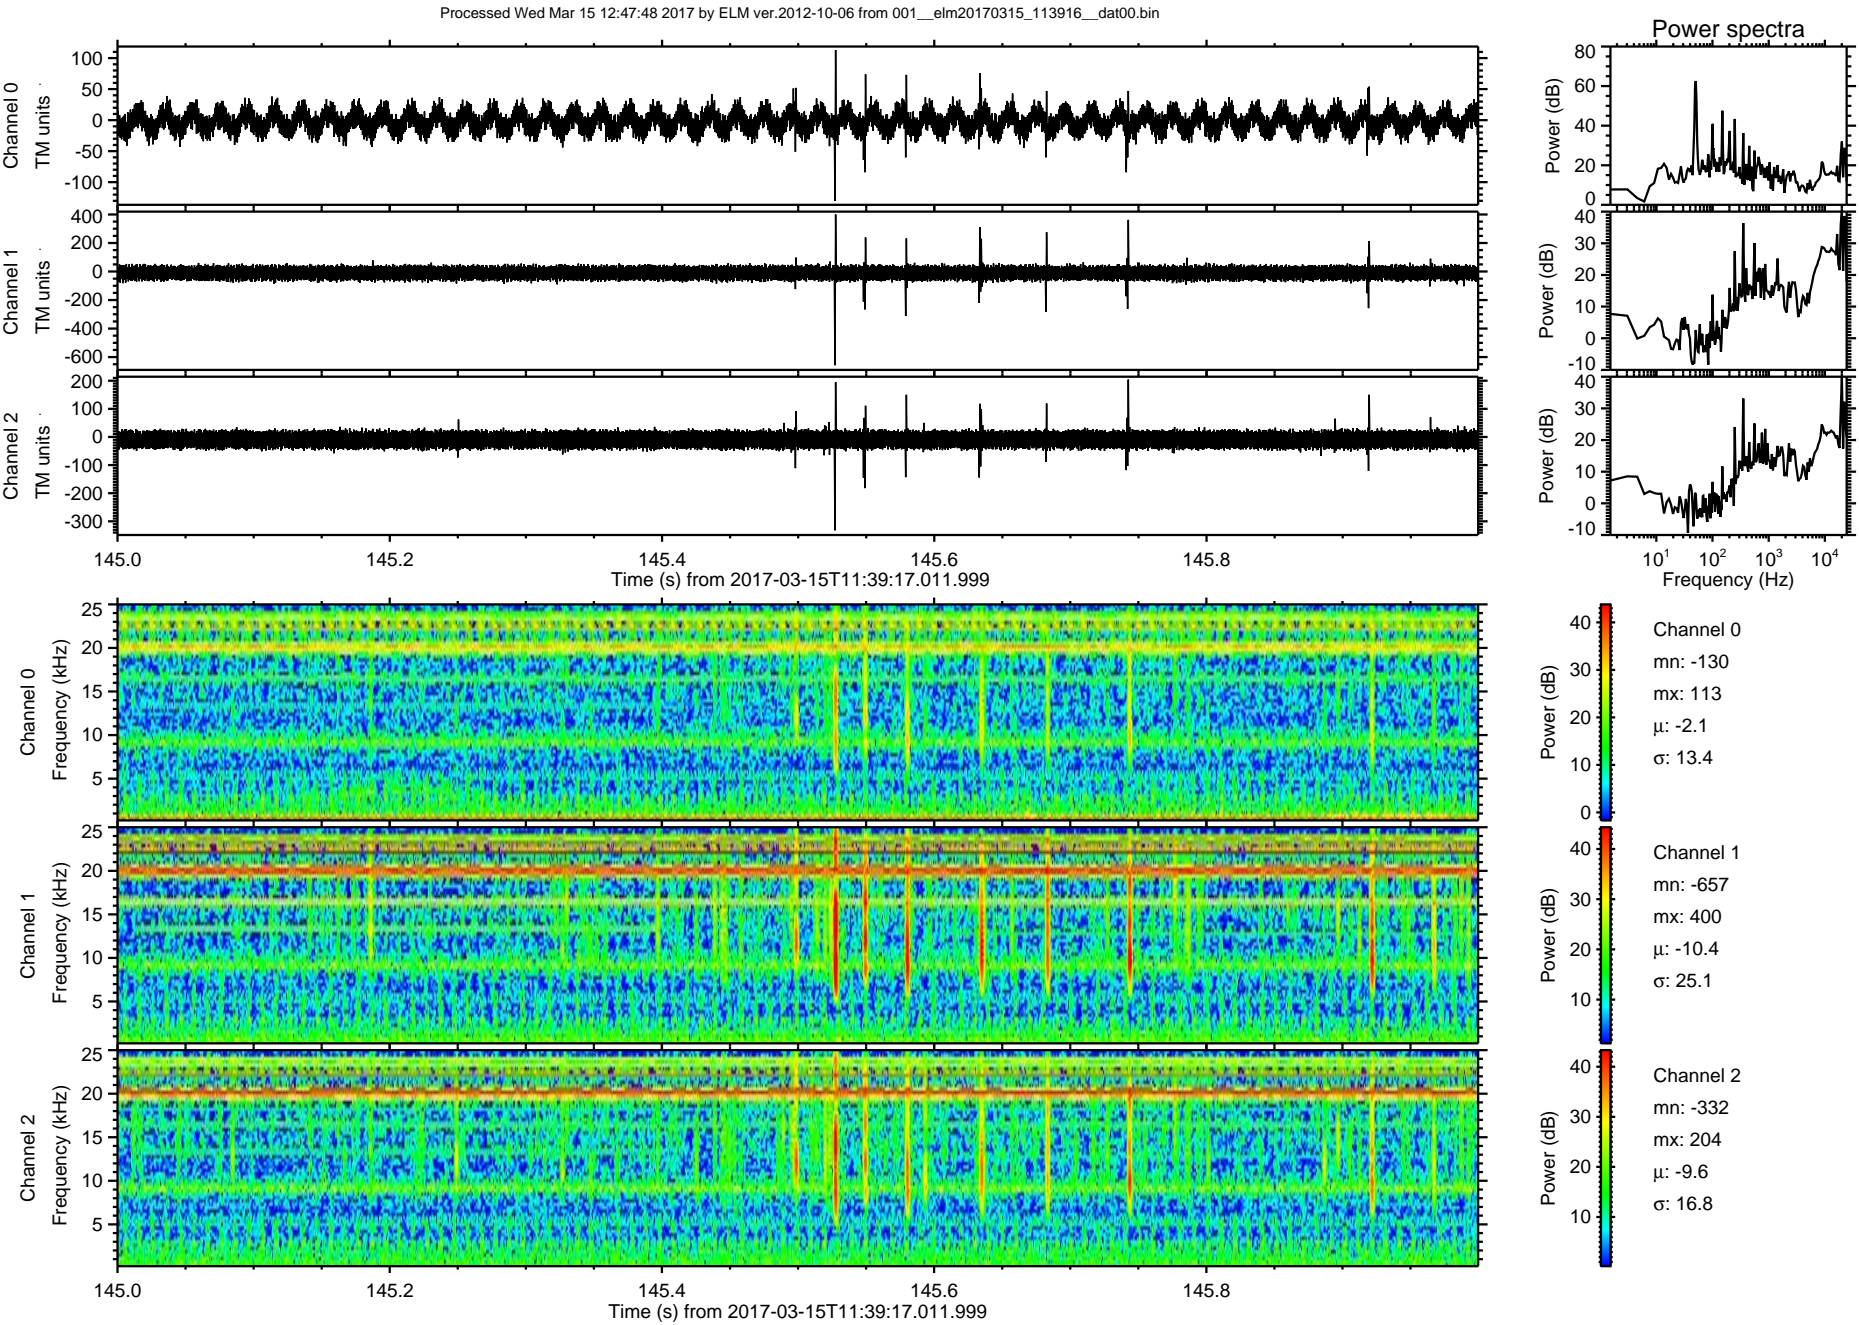 Processed Wed Mar 15 12:47:48 2017 by ELM ver.2012-10-06 from 001__elm20170315_113916__dat00.bin
Power spectra
Channel 0
TM units
100
50
0
-50
-100
Power (dB)
80
60
40
20
0
Channel 1
TM units
400
200
0
-200
-400
-600
Power (dB)
40
30
20
10
0
-10
Channel 2
TM units
200
100
0
-100
-200
-300
Power (dB)
40
30
20
10
0
-10
145.0 145.2 145.4 145.6 145.8
Time (s) from 2017-03-15T11:39:17.011.999
10¹ 10² 10³ 10⁴
Frequency (Hz)
Channel 0
Frequency (kHz)
25
20
15
10
5
Power (dB)
40
30
20
10
0
Channel 0
mn: -130
mx: 113
µ: -2.1
σ: 13.4
Channel 1
Frequency (kHz)
25
20
15
10
5
Power (dB)
40
30
20
10
Channel 1
mn: -657
mx: 400
µ: -10.4
σ: 25.1
Channel 2
Frequency (kHz)
25
20
15
10
5
Power (dB)
40
30
20
10
Channel 2
mn: -332
mx: 204
µ: -9.6
σ: 16.8
145.0 145.2 145.4 145.6 145.8
Time (s) from 2017-03-15T11:39:17.011.999